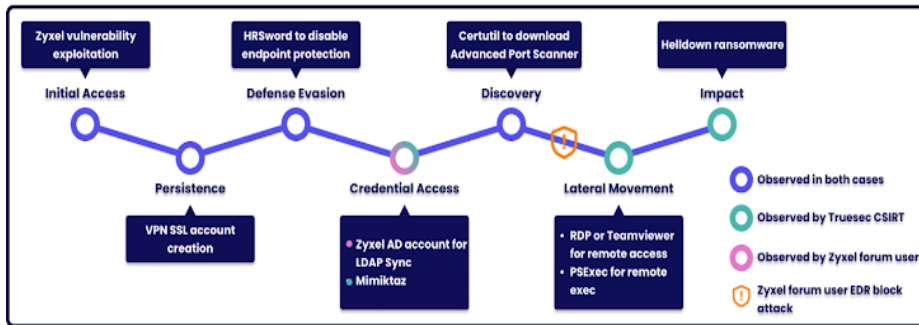 Zyxel vulnerability
exploitation
HRSword to disable
endpoint protection
Certutil to download
Advanced Port Scanner
Helldown ransomware
Initial Access
Defense Evasion
Discovery
Impact
Persistence
Credential Access
Lateral Movement
VPN SSL account
creation
Zyxel AD account for
LDAP Sync
Mimiktaz
• RDP or Teamviewer
for remote access
• PSExec for remote
exec
Observed in both cases
Observed by Truesec CSIRT
Observed by Zyxel forum user
Zyxel forum user EDR block
attack